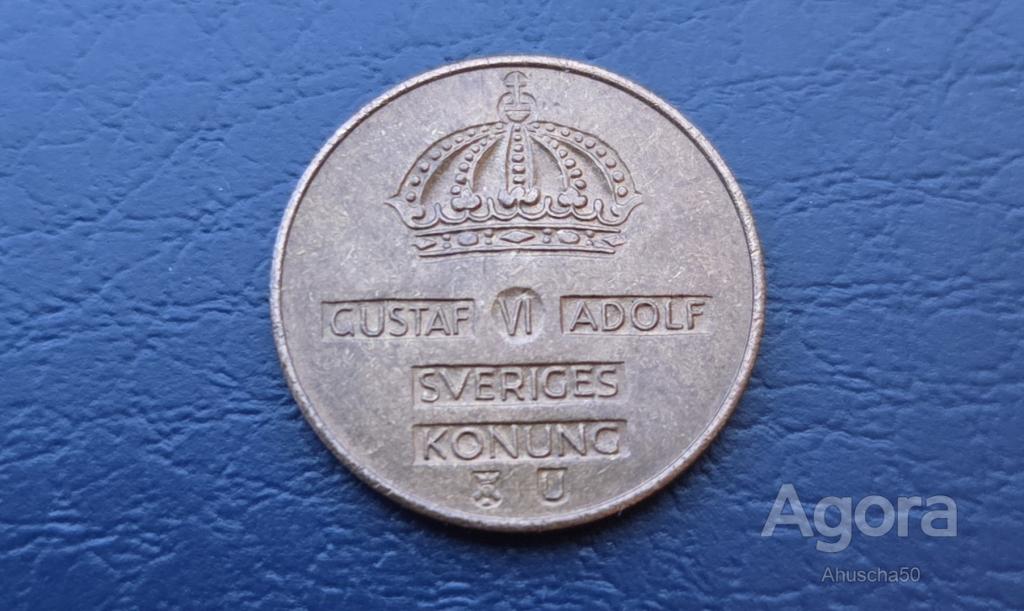 GUSTAF VI ADOLF
SVERIGES
KONUNG
U
Agora
Ahuscha50